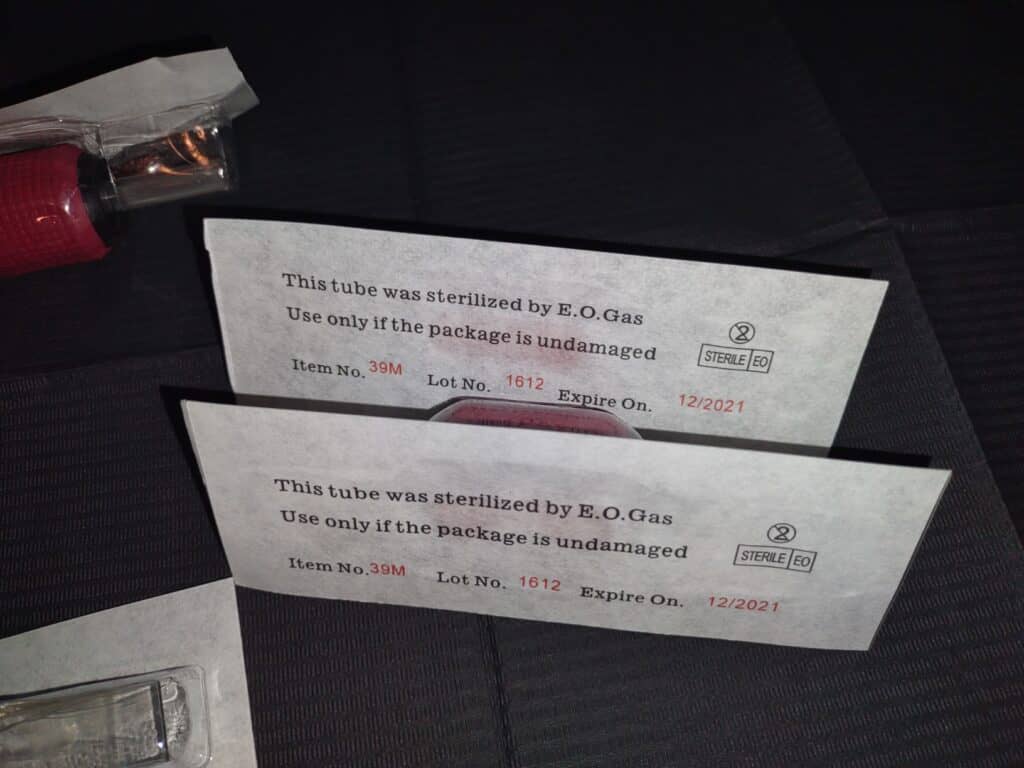 This tube was sterilized by E.O.Gas
Use only if the package is undamaged
Item No. 39M Lot No. 1612 Expire On. 12/2021
2
STERILE EO
This tube was sterilized by E.O.Gas
Use only if the package is undamaged
Item No. 39M Lot No. 1612 Expire On. 12/2021
2
STERILE EO